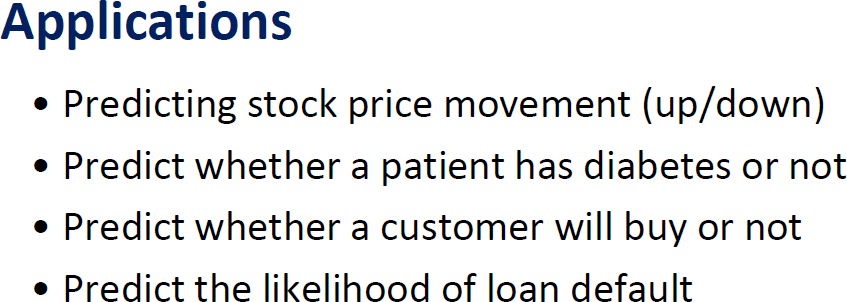 Applications
• Predicting stock price movement (up/down)
• Predict whether a patient has diabetes or not
• Predict whether a customer will buy or not
• Predict the likelihood of loan default